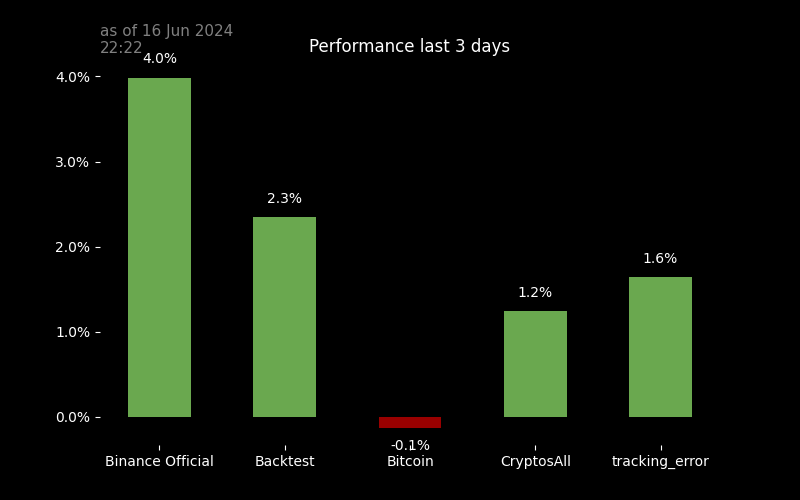 as of 16 Jun 2024
22:22
Performance last 3 days
4.0%
4.0%
3.0%
2.3%
2.0%
1.6%
1.2%
1.0%
0.0%
-0.1%
Binance Official
Backtest
Bitcoin
CryptosAll
tracking_error